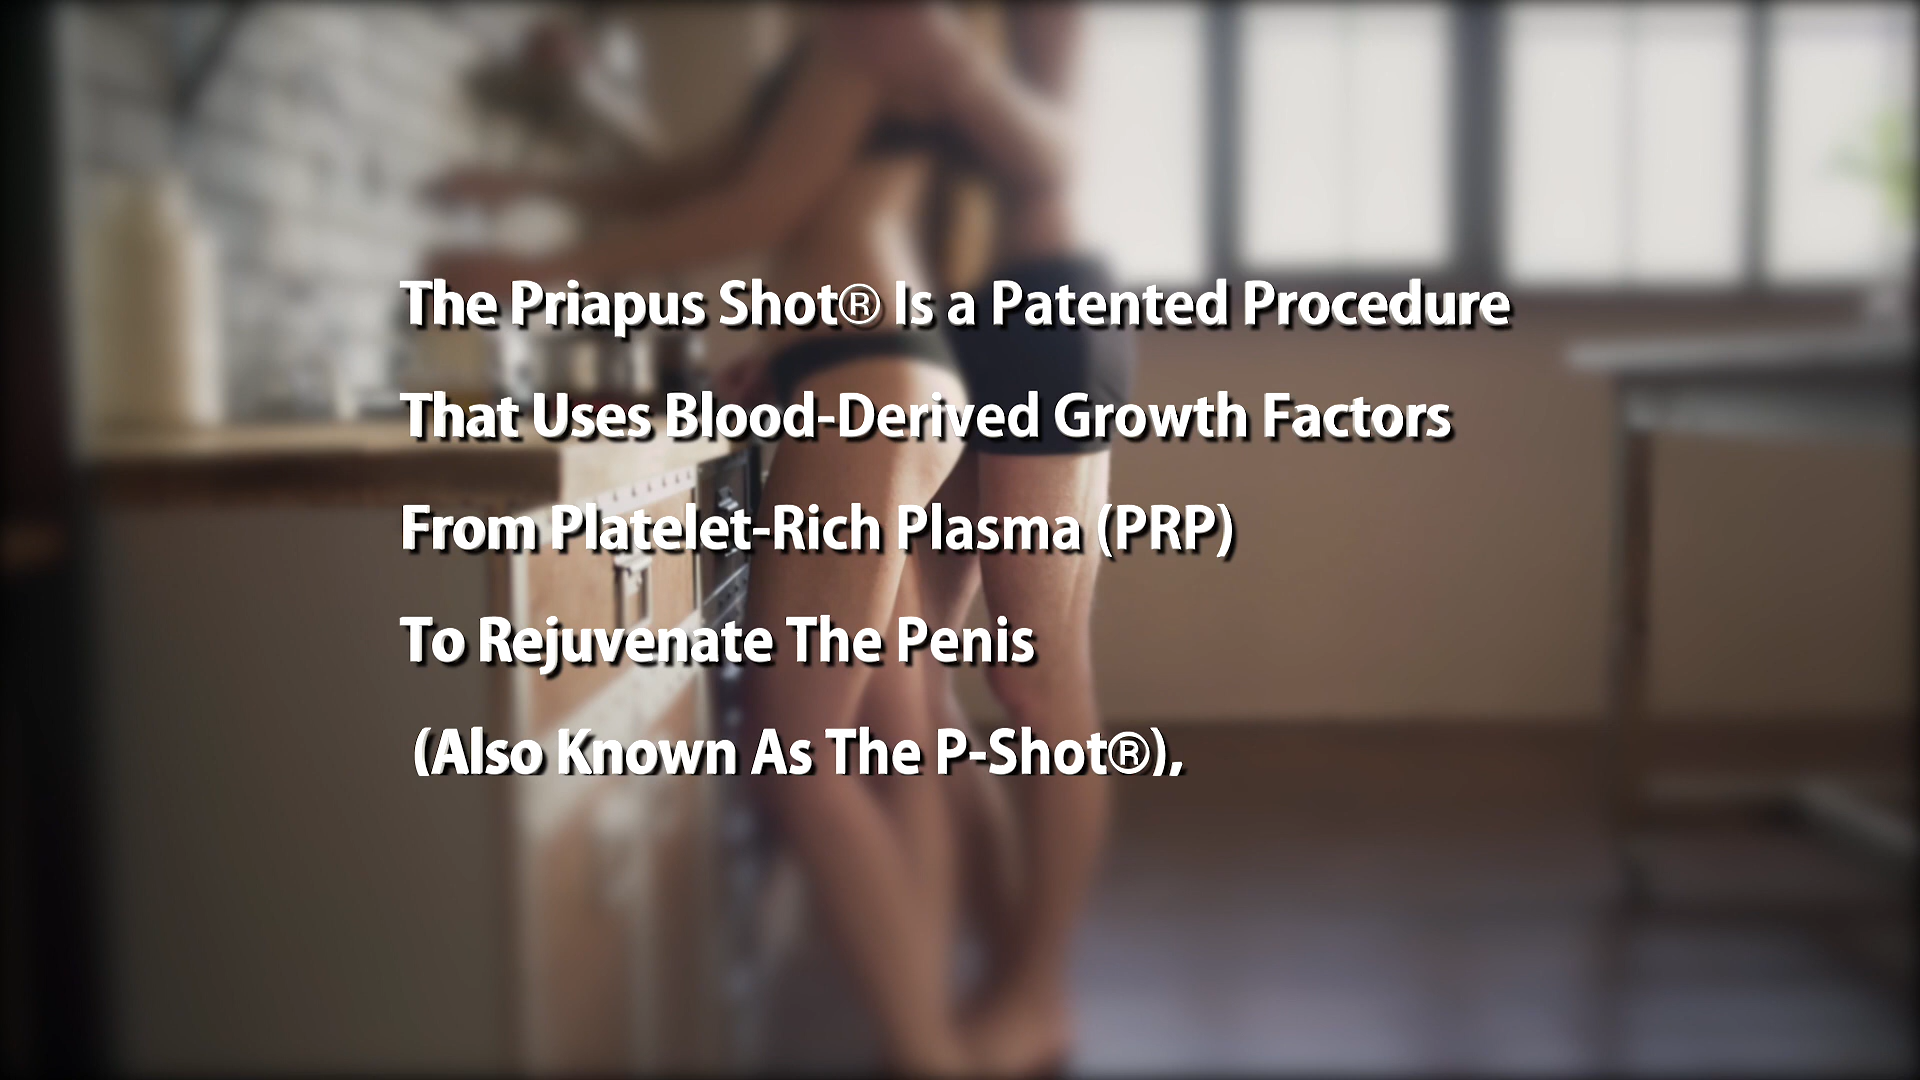 The Priapus Shot® Is a Patented Procedure
That Uses Blood-Derived Growth Factors
From Platelet-Rich Plasma (PRP)
To Rejuvenate The Penis
(Also Known As The P-Shot®),